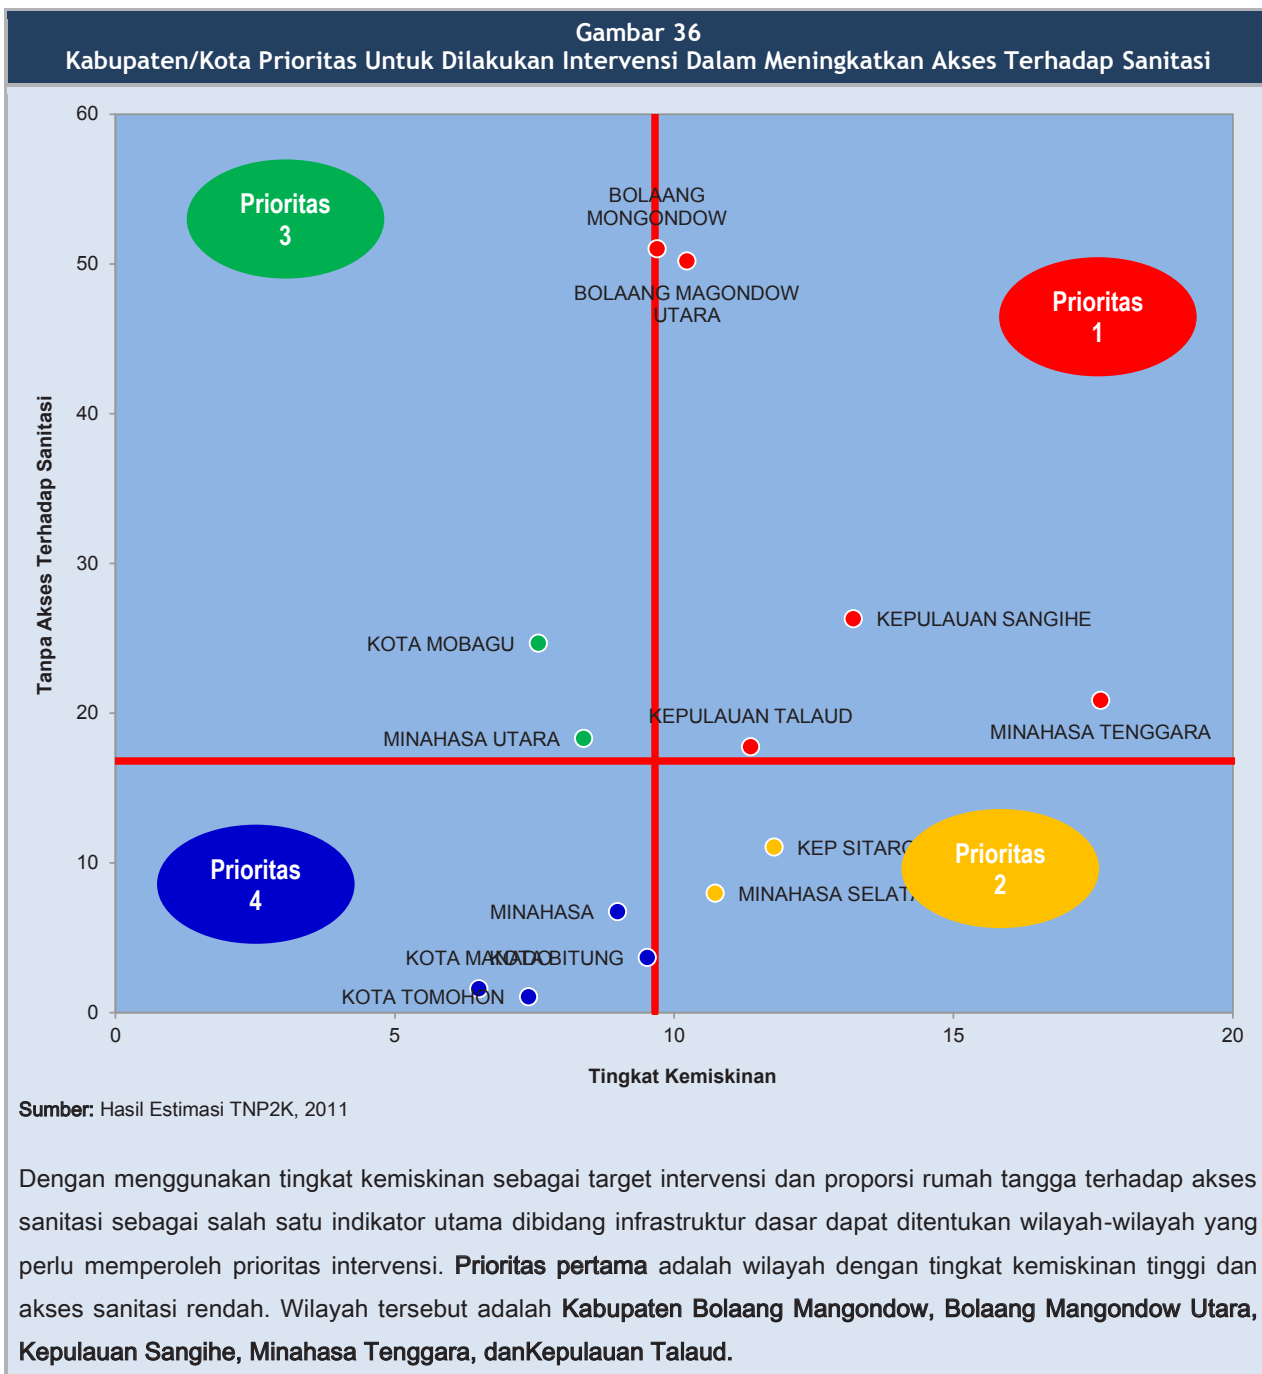 Gambar 36
Kabupaten/Kota Prioritas Untuk Dilakukan Intervensi Dalam Meningkatkan Akses Terhadap Sanitasi
Tanpa Akses Terhadap Sanitasi
60
50
40
30
20
10
0
Prioritas
3
BOLAANG
MONGONDOW
BOLAANG MAGONDOW
UTARA
Prioritas
1
KEPULAUAN SANGIHE
KOTA MOBAGU
KEPULAUAN TALAUD
MINAHASA TENGGARA
MINAHASA UTARA
Prioritas
4
KEP SITARO
MINAHASA SELATA
Prioritas
2
MINAHASA
KOTA MANADO
KOTA BITUNG
KOTA TOMOHON
0
5
10
15
20
Tingkat Kemiskinan
Sumber: Hasil Estimasi TNP2K, 2011
Dengan menggunakan tingkat kemiskinan sebagai target intervensi dan proporsi rumah tangga terhadap akses
sanitasi sebagai salah satu indikator utama dibidang infrastruktur dasar dapat ditentukan wilayah-wilayah yang
perlu memperoleh prioritas intervensi. Prioritas pertama adalah wilayah dengan tingkat kemiskinan tinggi dan
akses sanitasi rendah. Wilayah tersebut adalah Kabupaten Bolaang Mangondow, Bolaang Mangondow Utara,
Kepulauan Sangihe, Minahasa Tenggara, danKepulauan Talaud.